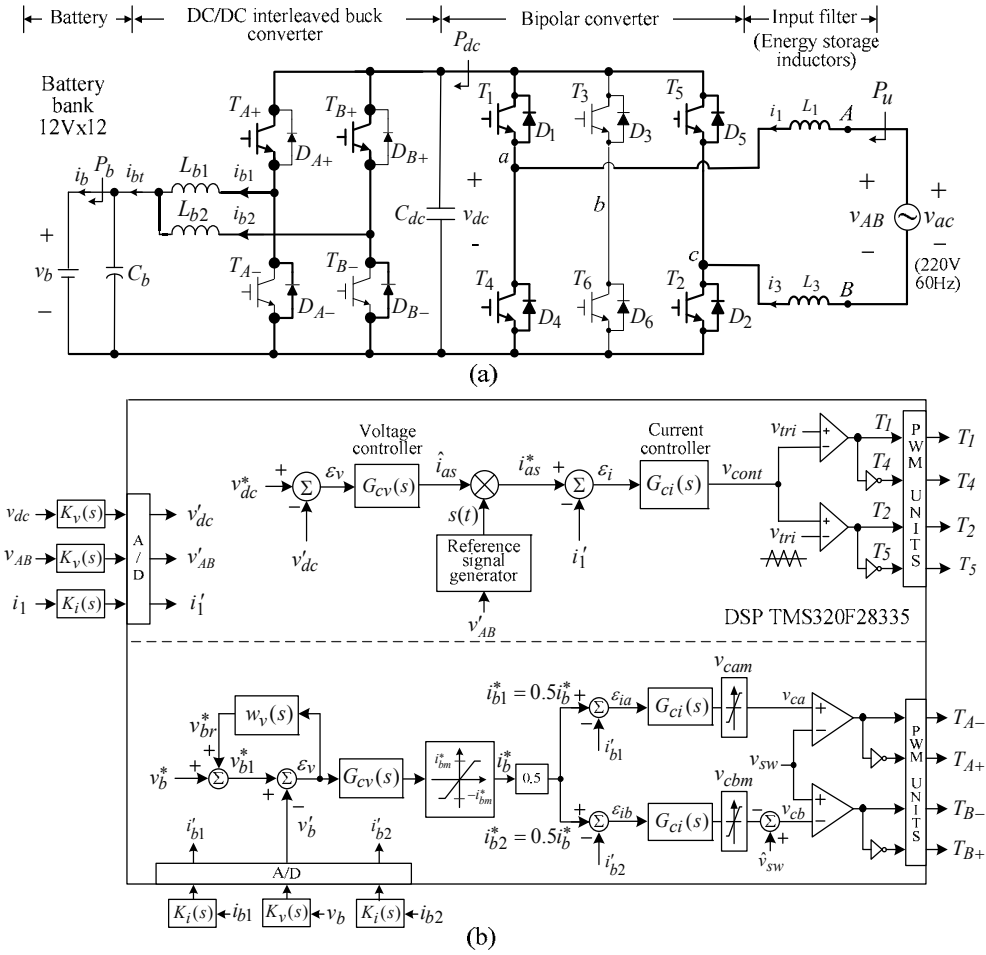 Battery
DC/DC interleaved buck converter
Bipolar converter
Input filter
(Energy storage inductors)
Battery bank 12Vx12
P_dc
T_A+
D_A+
T_B+
D_B+
T_1
D_1
T_3
D_3
T_5
D_5
i_1
L_1
A
P_u
a
i_b
P_b
i_bt
L_b1
i_b1
L_b2
i_b2
+
v_b
−
C_b
C_dc
+
v_dc
-
b
c
+
v_AB
−
+
v_ac
−
(220V 60Hz)
T_A−
D_A−
T_B−
D_B−
T_4
D_4
T_6
D_6
T_2
D_2
i_3
L_3
B
(a)
Voltage controller
Current controller
v*_dc
+
−
Σ
ε_v
G_cv(s)
î_as
i*_as
+
−
Σ
ε_i
G_ci(s)
v_cont
v_tri
+
−
T_1
T_4
T_2
T_5
v_tri
+
−
PWM UNITS
T_1
T_4
T_2
T_5
v′_dc
s(t)
Reference signal generator
v′_AB
i′_1
v_dc
K_v(s)
v′_dc
v_AB
K_v(s)
v′_AB
i_1
K_i(s)
i′_1
A/D
DSP TMS320F28335
w_v(s)
v*_br
+
v*_b
+
Σ
v*_b1
+
−
Σ
ε_v
G_cv(s)
i*_bm
−i*_bm
i*_b
0.5
i*_b1 = 0.5i*_b
+
−
Σ
ε_ia
i′_b1
G_ci(s)
v_cam
v_ca
+
−
v_sw
i*_b2 = 0.5i*_b
+
−
Σ
ε_ib
i′_b2
G_ci(s)
v_cbm
−
Σ
+
v̂_sw
v_cb
+
−
PWM UNITS
T_A−
T_A+
T_B−
T_B+
i′_b1
v′_b
i′_b2
A/D
K_i(s)
i_b1
K_v(s)
v_b
K_i(s)
i_b2
(b)